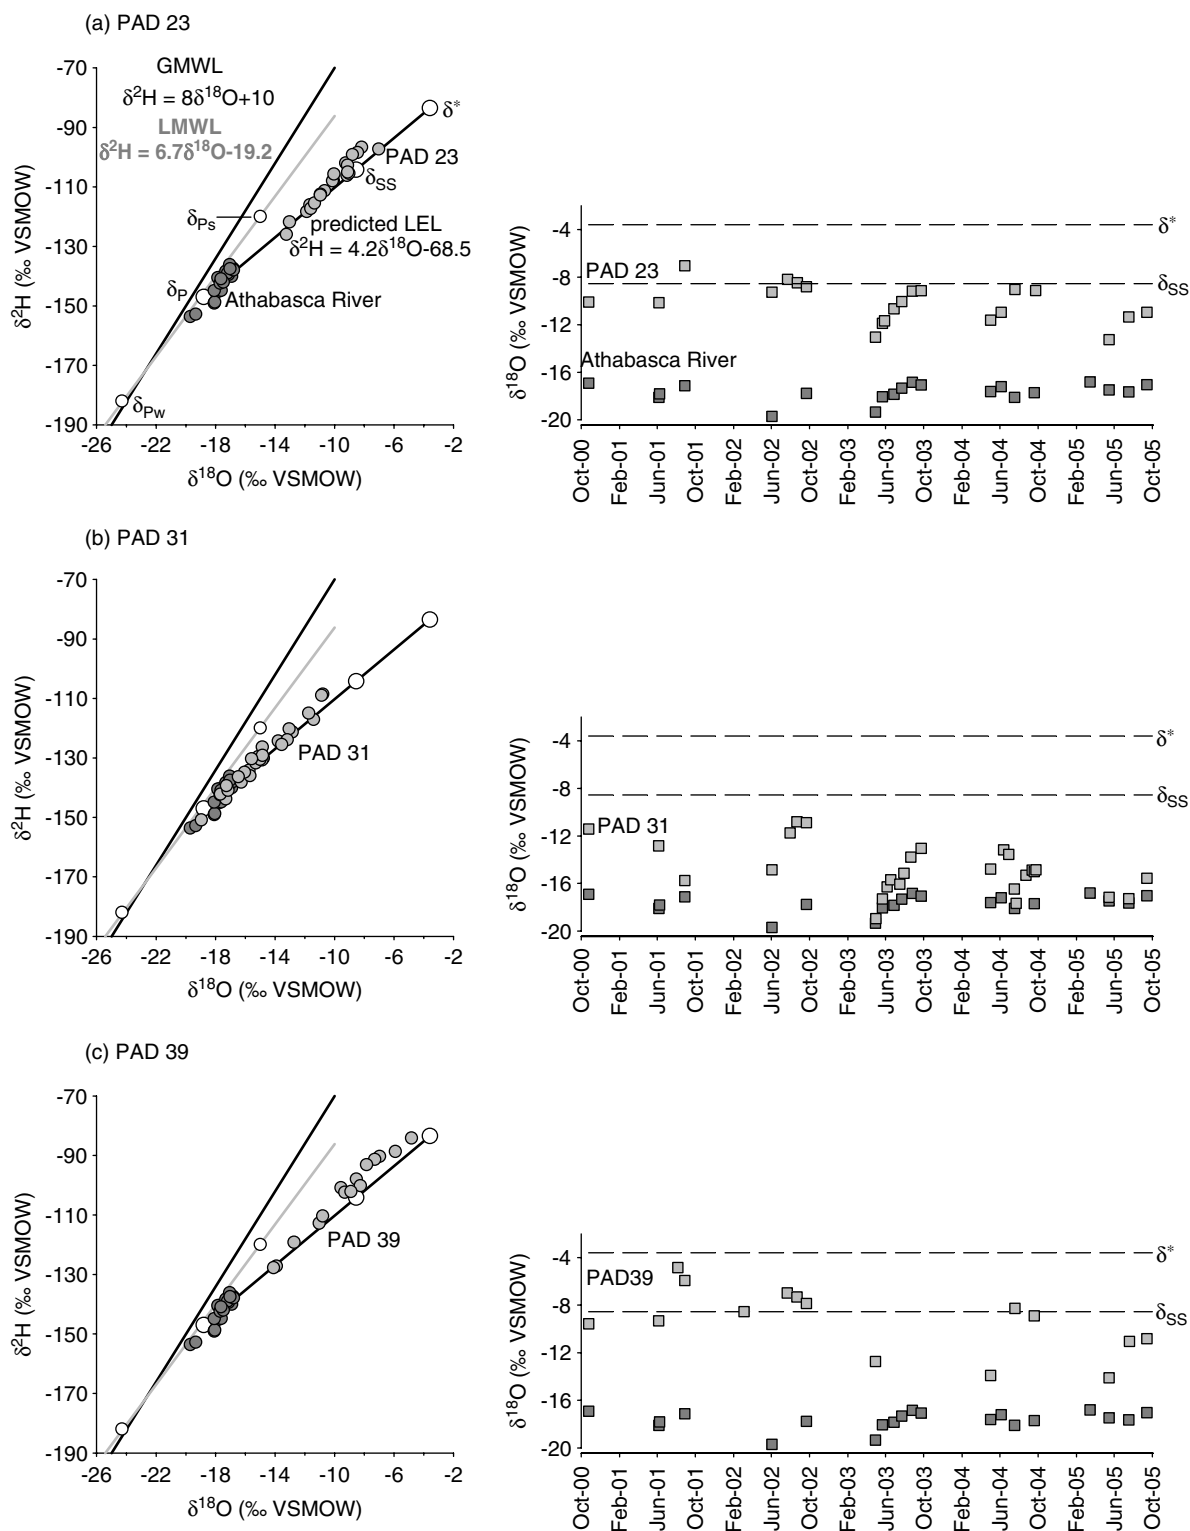 (a) PAD 23
GMWL
δ²H = 8δ¹⁸O+10
LMWL
δ²H = 6.7δ¹⁸O-19.2
δ*
PAD 23
δSS
δPs
predicted LEL
δ²H = 4.2δ¹⁸O-68.5
δP
Athabasca River
δPw
δ²H (‰ VSMOW)
-70
-90
-110
-130
-150
-170
-190
-26 -22 -18 -14 -10 -6 -2
δ¹⁸O (‰ VSMOW)
δ¹⁸O (‰ VSMOW)
-4
-8
-12
-16
-20
δ*
PAD 23
δSS
Athabasca River
Oct-00 Feb-01 Jun-01 Oct-01 Feb-02 Jun-02 Oct-02 Feb-03 Jun-03 Oct-03 Feb-04 Jun-04 Oct-04 Feb-05 Jun-05 Oct-05
(b) PAD 31
δ²H (‰ VSMOW)
-70
-90
-110
-130
-150
-170
-190
PAD 31
-26 -22 -18 -14 -10 -6 -2
δ¹⁸O (‰ VSMOW)
δ¹⁸O (‰ VSMOW)
-4
-8
-12
-16
-20
δ*
δSS
PAD 31
Oct-00 Feb-01 Jun-01 Oct-01 Feb-02 Jun-02 Oct-02 Feb-03 Jun-03 Oct-03 Feb-04 Jun-04 Oct-04 Feb-05 Jun-05 Oct-05
(c) PAD 39
δ²H (‰ VSMOW)
-70
-90
-110
-130
-150
-170
-190
PAD 39
-26 -22 -18 -14 -10 -6 -2
δ¹⁸O (‰ VSMOW)
δ¹⁸O (‰ VSMOW)
-4
-8
-12
-16
-20
δ*
PAD39
δSS
Oct-00 Feb-01 Jun-01 Oct-01 Feb-02 Jun-02 Oct-02 Feb-03 Jun-03 Oct-03 Feb-04 Jun-04 Oct-04 Feb-05 Jun-05 Oct-05